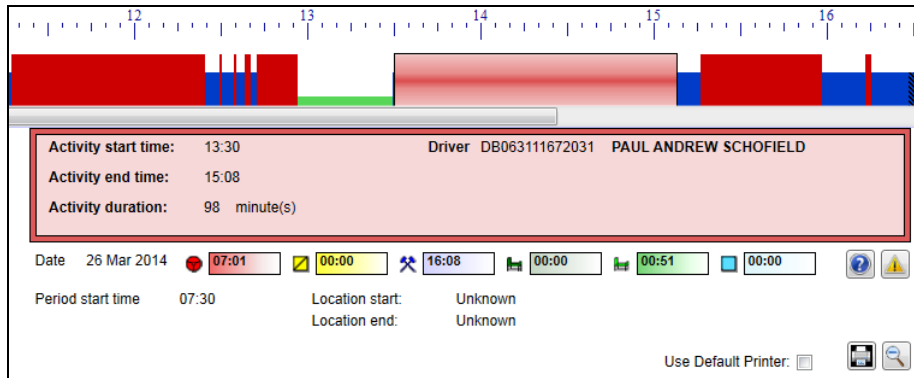 12 13 14 15 16
Activity start time: 13:30 Driver DB063111672031 PAUL ANDREW SCHOFIELD
Activity end time: 15:08
Activity duration: 98 minute(s)
Date 26 Mar 2014 07:01 00:00 16:08 00:00 00:51 00:00
Period start time 07:30 Location start: Unknown
Location end: Unknown
Use Default Printer: